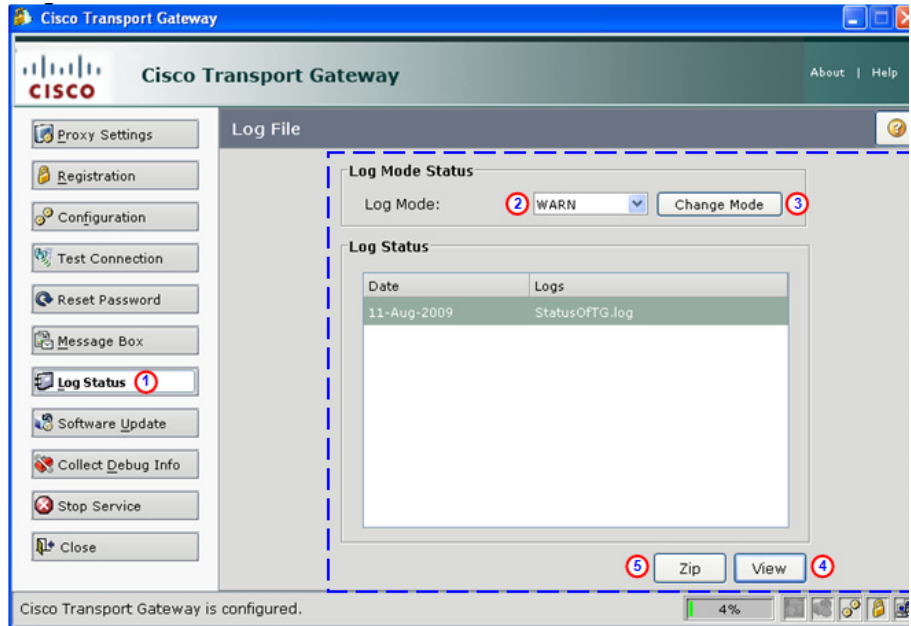 Cisco Transport Gateway
CISCO
Cisco Transport Gateway
About | Help
Proxy Settings
Registration
Configuration
Test Connection
Reset Password
Message Box
Log Status 1
Software Update
Collect Debug Info
Stop Service
Close
Log File
Log Mode Status
Log Mode: 2 WARN Change Mode 3
Log Status
Date Logs
11-Aug-2009 StatusOfTG.log
5 Zip View 4
Cisco Transport Gateway is configured. 4%